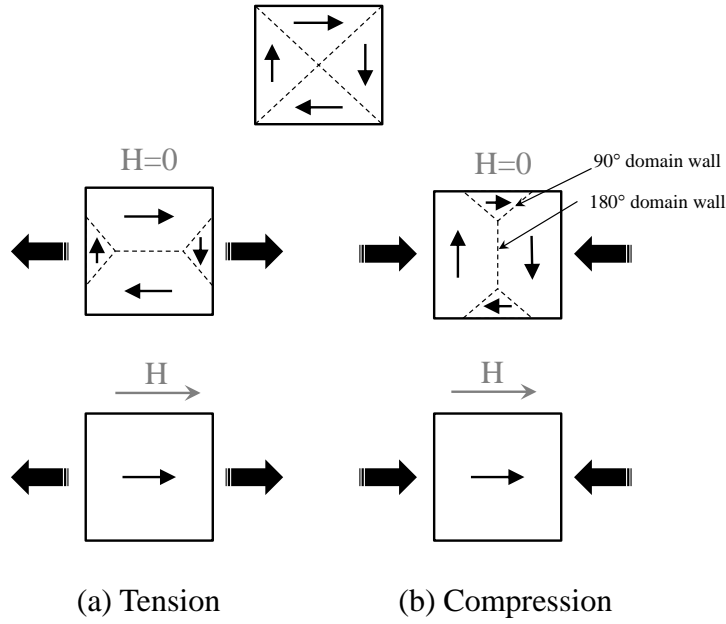 H=0
H=0
90° domain wall
180° domain wall
H
H
(a) Tension
(b) Compression